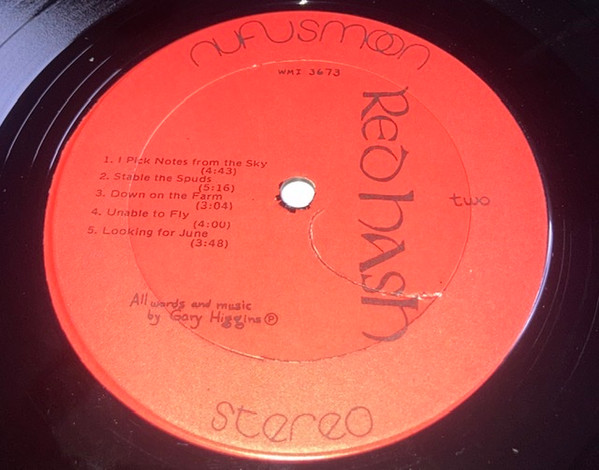 nufusmoon
WMI 3673
Red hash
two
1. I Pick Notes from the Sky
(4:43)
2. Stable the Spuds
(5:16)
3. Down on the Farm
(3:04)
4. Unable to Fly
(4:00)
5. Looking for June
(3:48)
All words and music
by Gary Higgins ℗
stereo